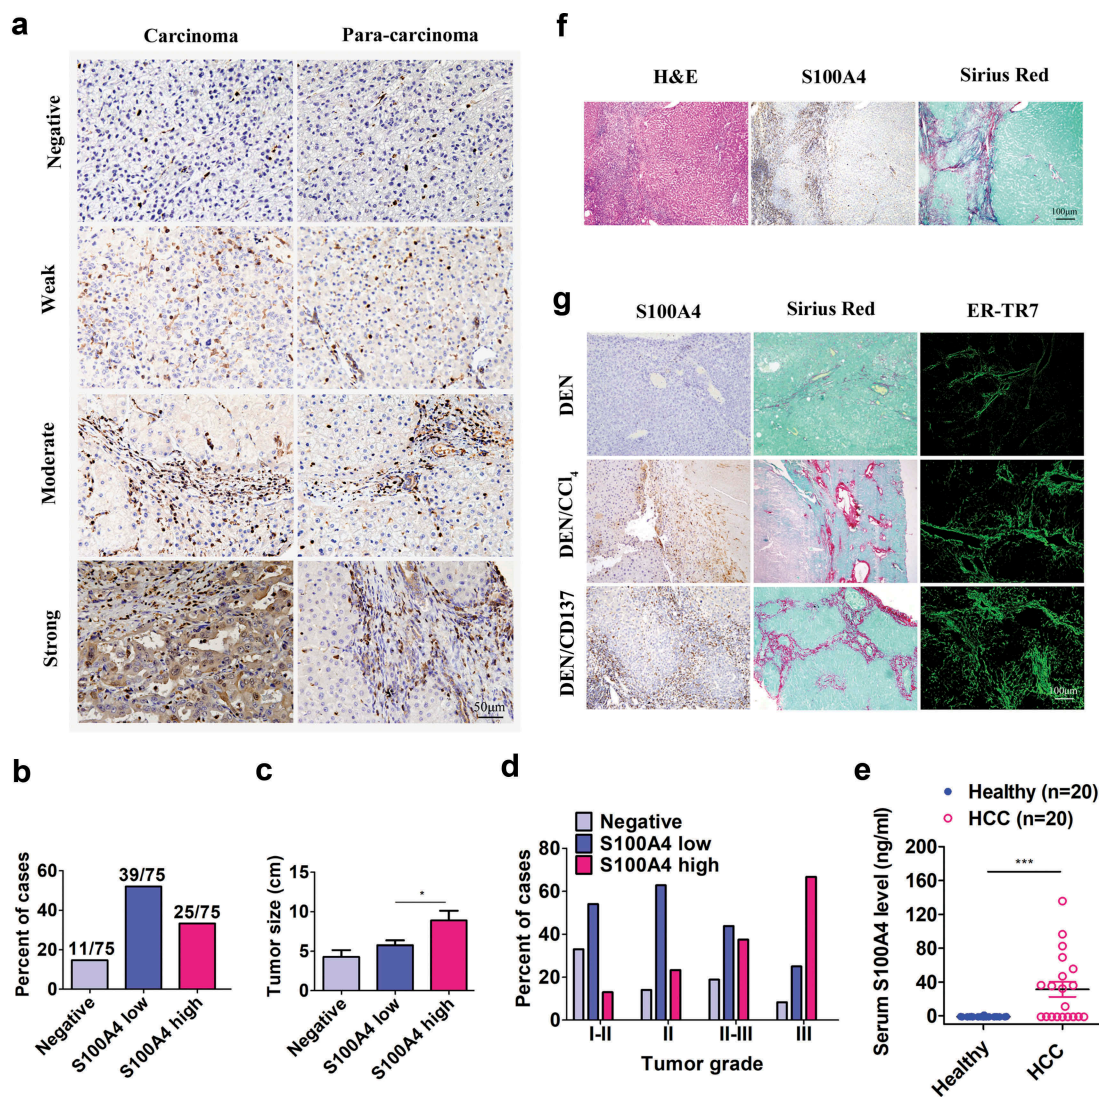 a
Carcinoma
Para-carcinoma
Negative
Weak
Moderate
Strong
50μm
f
H&E
S100A4
Sirius Red
100μm
g
S100A4
Sirius Red
ER-TR7
DEN
DEN/CCl4
DEN/CD137
100μm
b
Percent of cases
60
40
20
0
11/75
39/75
25/75
Negative
S100A4 low
S100A4 high
c
Tumor size (cm)
15
10
5
0
*
Negative
S100A4 low
S100A4 high
d
Negative
S100A4 low
S100A4 high
Percent of cases
80
60
40
20
0
I-II
II
II-III
III
Tumor grade
e
Healthy (n=20)
HCC (n=20)
Serum S100A4 level (ng/ml)
200
160
120
80
40
0
***
Healthy
HCC